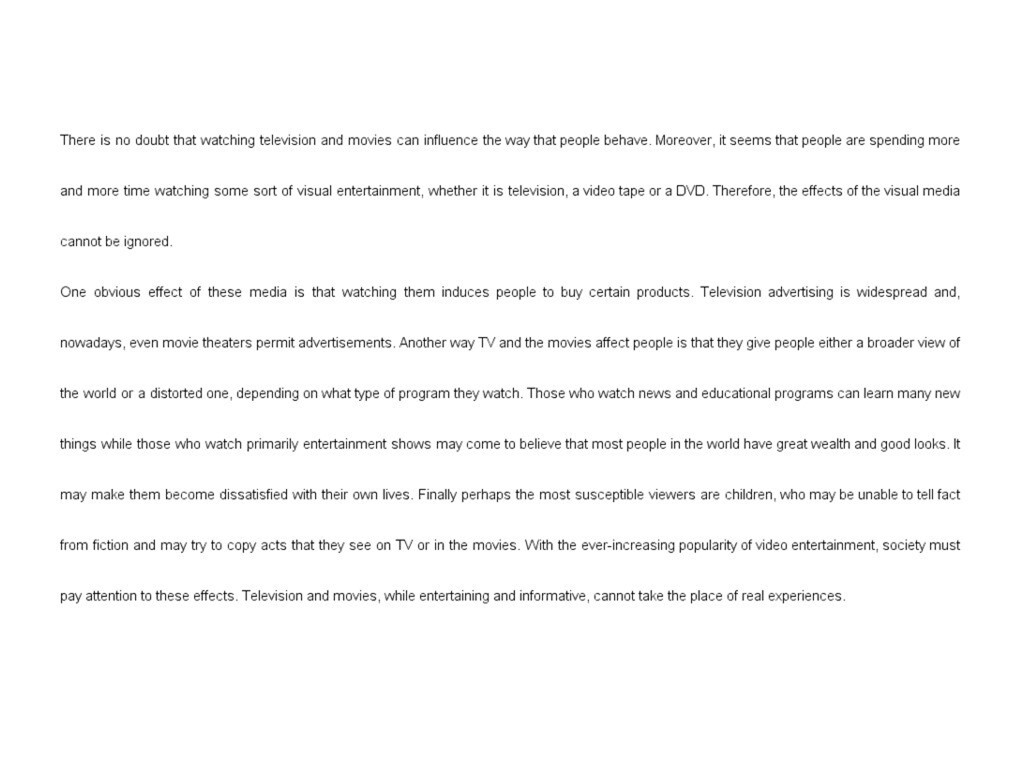 There is no doubt that watching television and movies can influence the way that people behave. Moreover, it seems that people are spending more
and more time watching some sort of visual entertainment, whether it is television, a video tape or a DVD. Therefore, the effects of the visual media
cannot be ignored.
One obvious effect of these media is that watching them induces people to buy certain products. Television advertising is widespread and,
nowadays, even movie theaters permit advertisements. Another way TV and the movies affect people is that they give people either a broader view of
the world or a distorted one, depending on what type of program they watch. Those who watch news and educational programs can learn many new
things while those who watch primarily entertainment shows may come to believe that most people in the world have great wealth and good looks. It
may make them become dissatisfied with their own lives. Finally perhaps the most susceptible viewers are children, who may be unable to tell fact
from fiction and may try to copy acts that they see on TV or in the movies. With the ever-increasing popularity of video entertainment, society must
pay attention to these effects. Television and movies, while entertaining and informative, cannot take the place of real experiences.